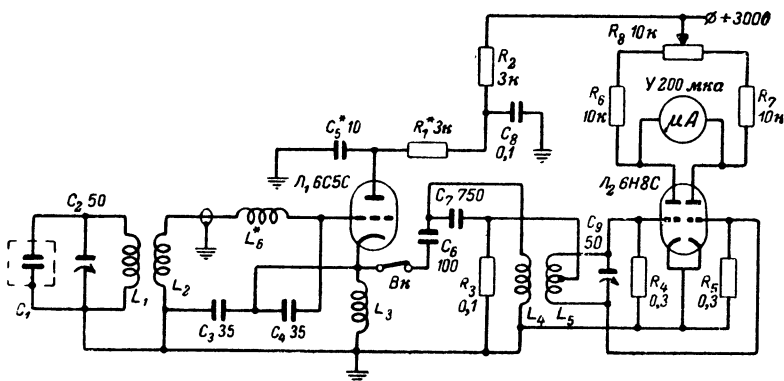 Ø +300в
R8 10к
R2
3к
У 200 мка
R6
10к
R7
10к
μA
C5* 10
R1* 3к
C8
0,1
Л1 6С5С
Л2 6Н8С
C7 750
C2 50
L6*
C6
100
C9
50
Вк
C1
L1
L2
L3
R3
0,1
L4
L5
R4
0,3
R5
0,3
C3 35
C4 35